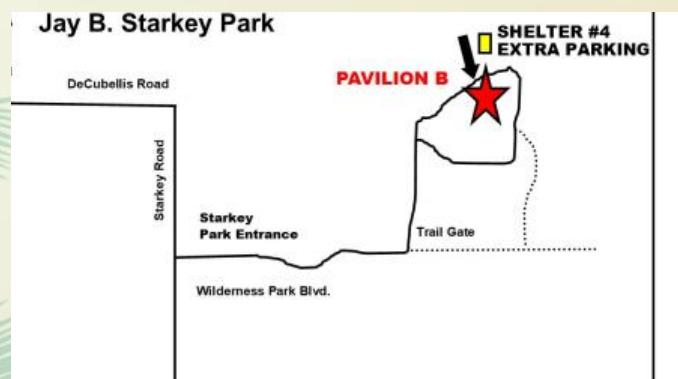 Jay B. Starkey Park
SHELTER #4
EXTRA PARKING
DeCubellis Road
PAVILION B
Starkey Road
Starkey
Park Entrance
Trail Gate
Wilderness Park Blvd.